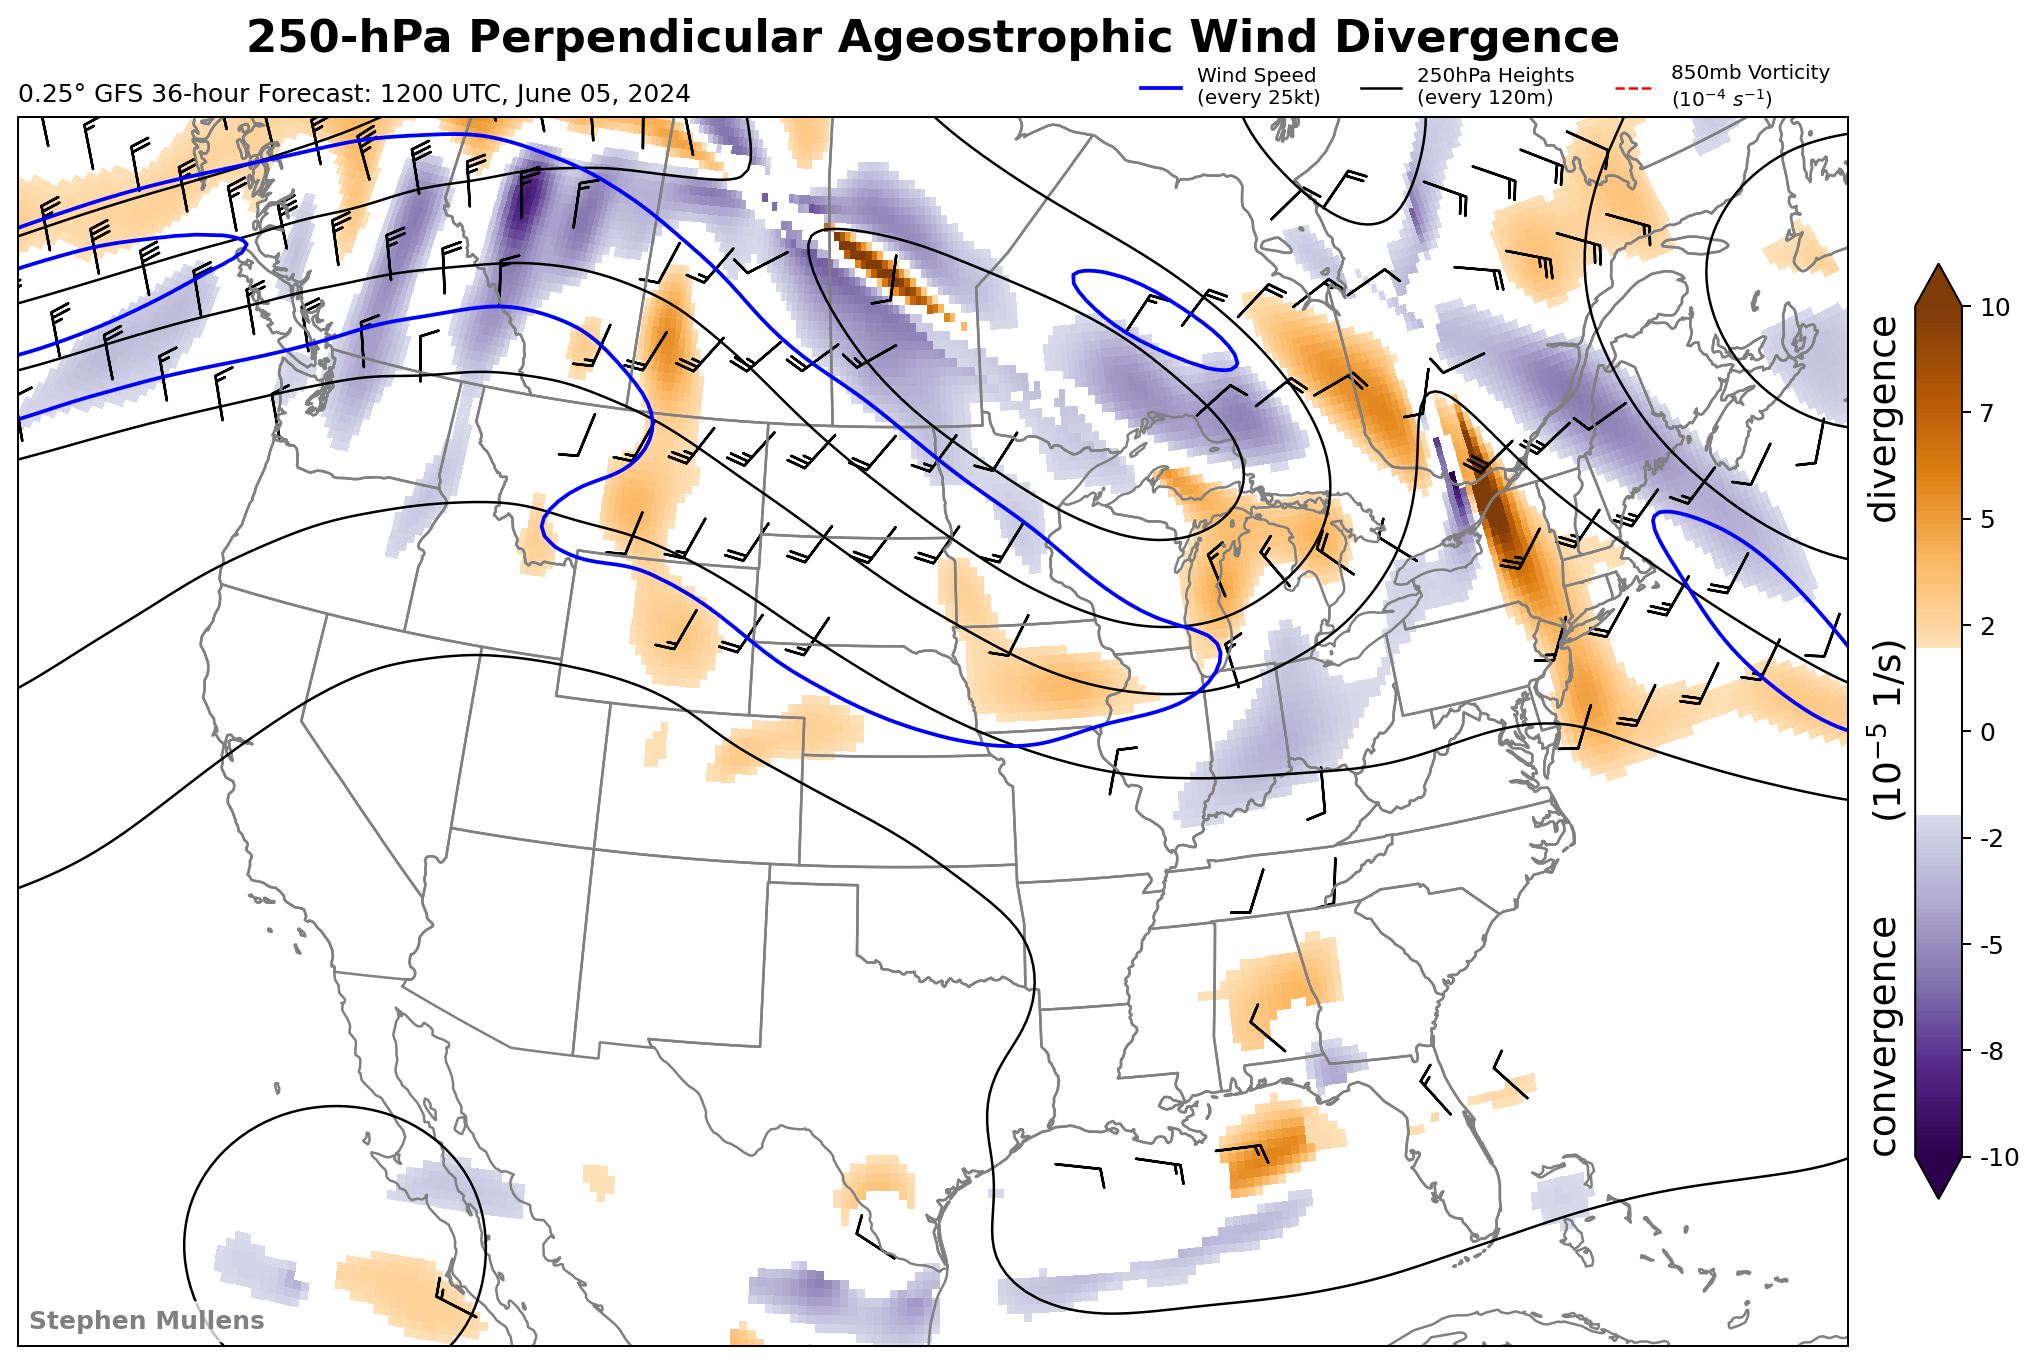 250-hPa Perpendicular Ageostrophic Wind Divergence
0.25° GFS 36-hour Forecast: 1200 UTC, June 05, 2024
Wind Speed
(every 25kt)
250hPa Heights
(every 120m)
850mb Vorticity
(10⁻⁴ s⁻¹)
10
7
5
2
0
-2
-5
-8
-10
convergence (10⁻⁵ 1/s) divergence
Stephen Mullens